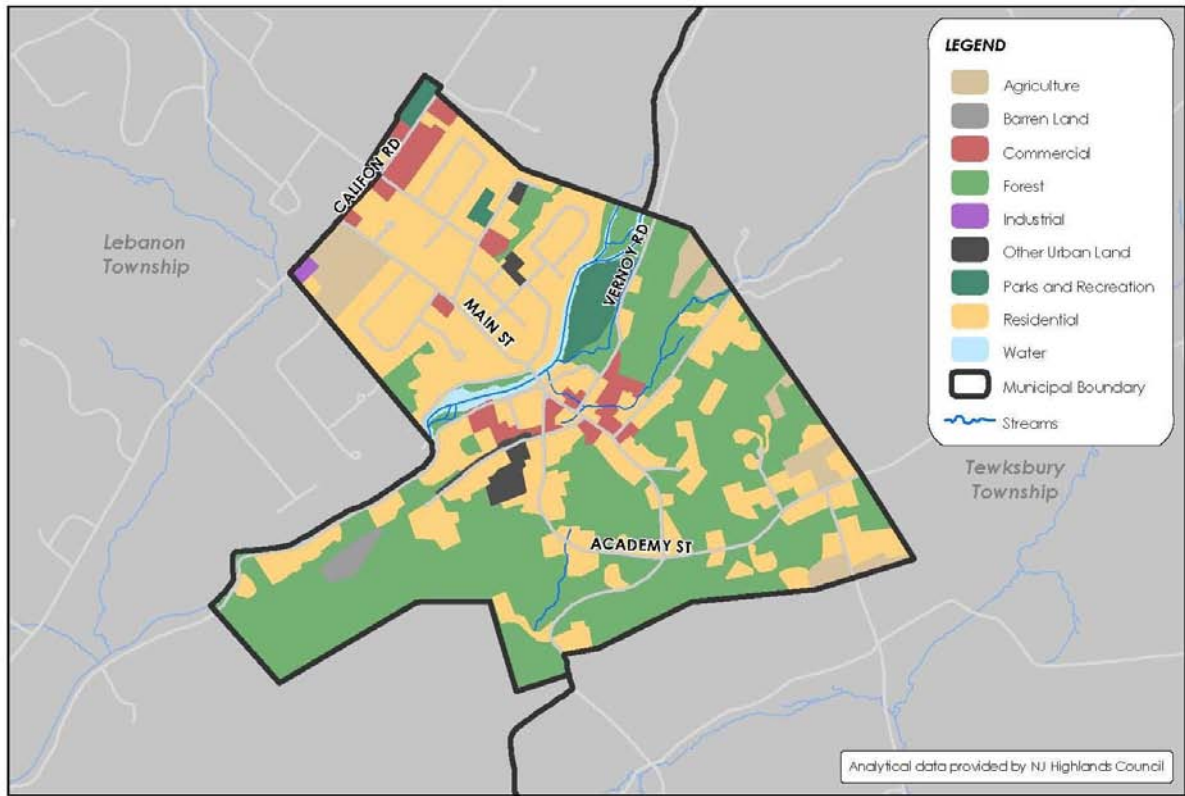 LEGEND
Agriculture
Barren Land
Commercial
Forest
Industrial
Other Urban Land
Parks and Recreation
Residential
Water
Municipal Boundary
Streams
CALIFON RD
Lebanon
Township
VERNOY RD
MAIN ST
Tewksbury
Township
ACADEMY ST
Analytical data provided by NJ Highlands Council